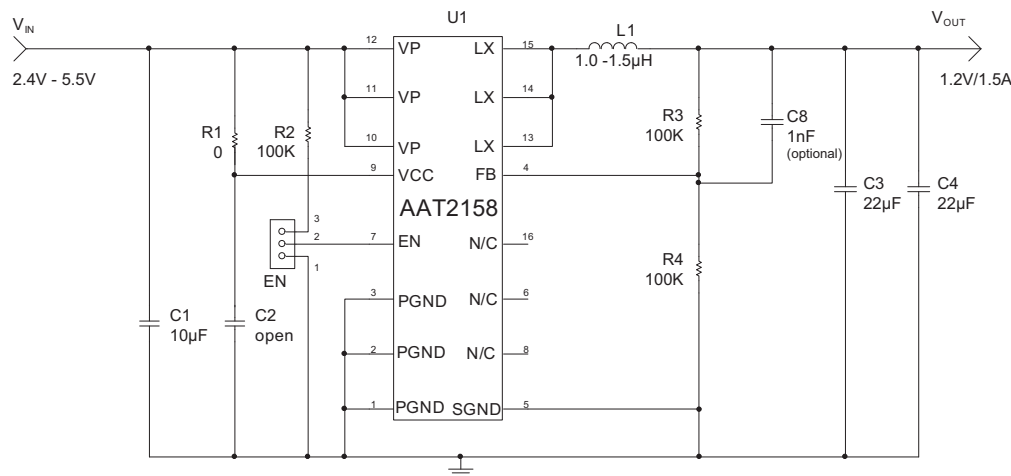 U1
V_IN
2.4V - 5.5V
V_OUT
1.2V/1.5A
L1
1.0 -1.5µH
12 VP LX 15
11 VP LX 14
10 VP LX 13
9 VCC FB 4
AAT2158
7 EN N/C 16
3 PGND N/C 6
2 PGND N/C 8
1 PGND SGND 5
R1
0
R2
100K
3
2
1
EN
C1
10µF
C2
open
R3
100K
C8
1nF
(optional)
R4
100K
C3
22µF
C4
22µF